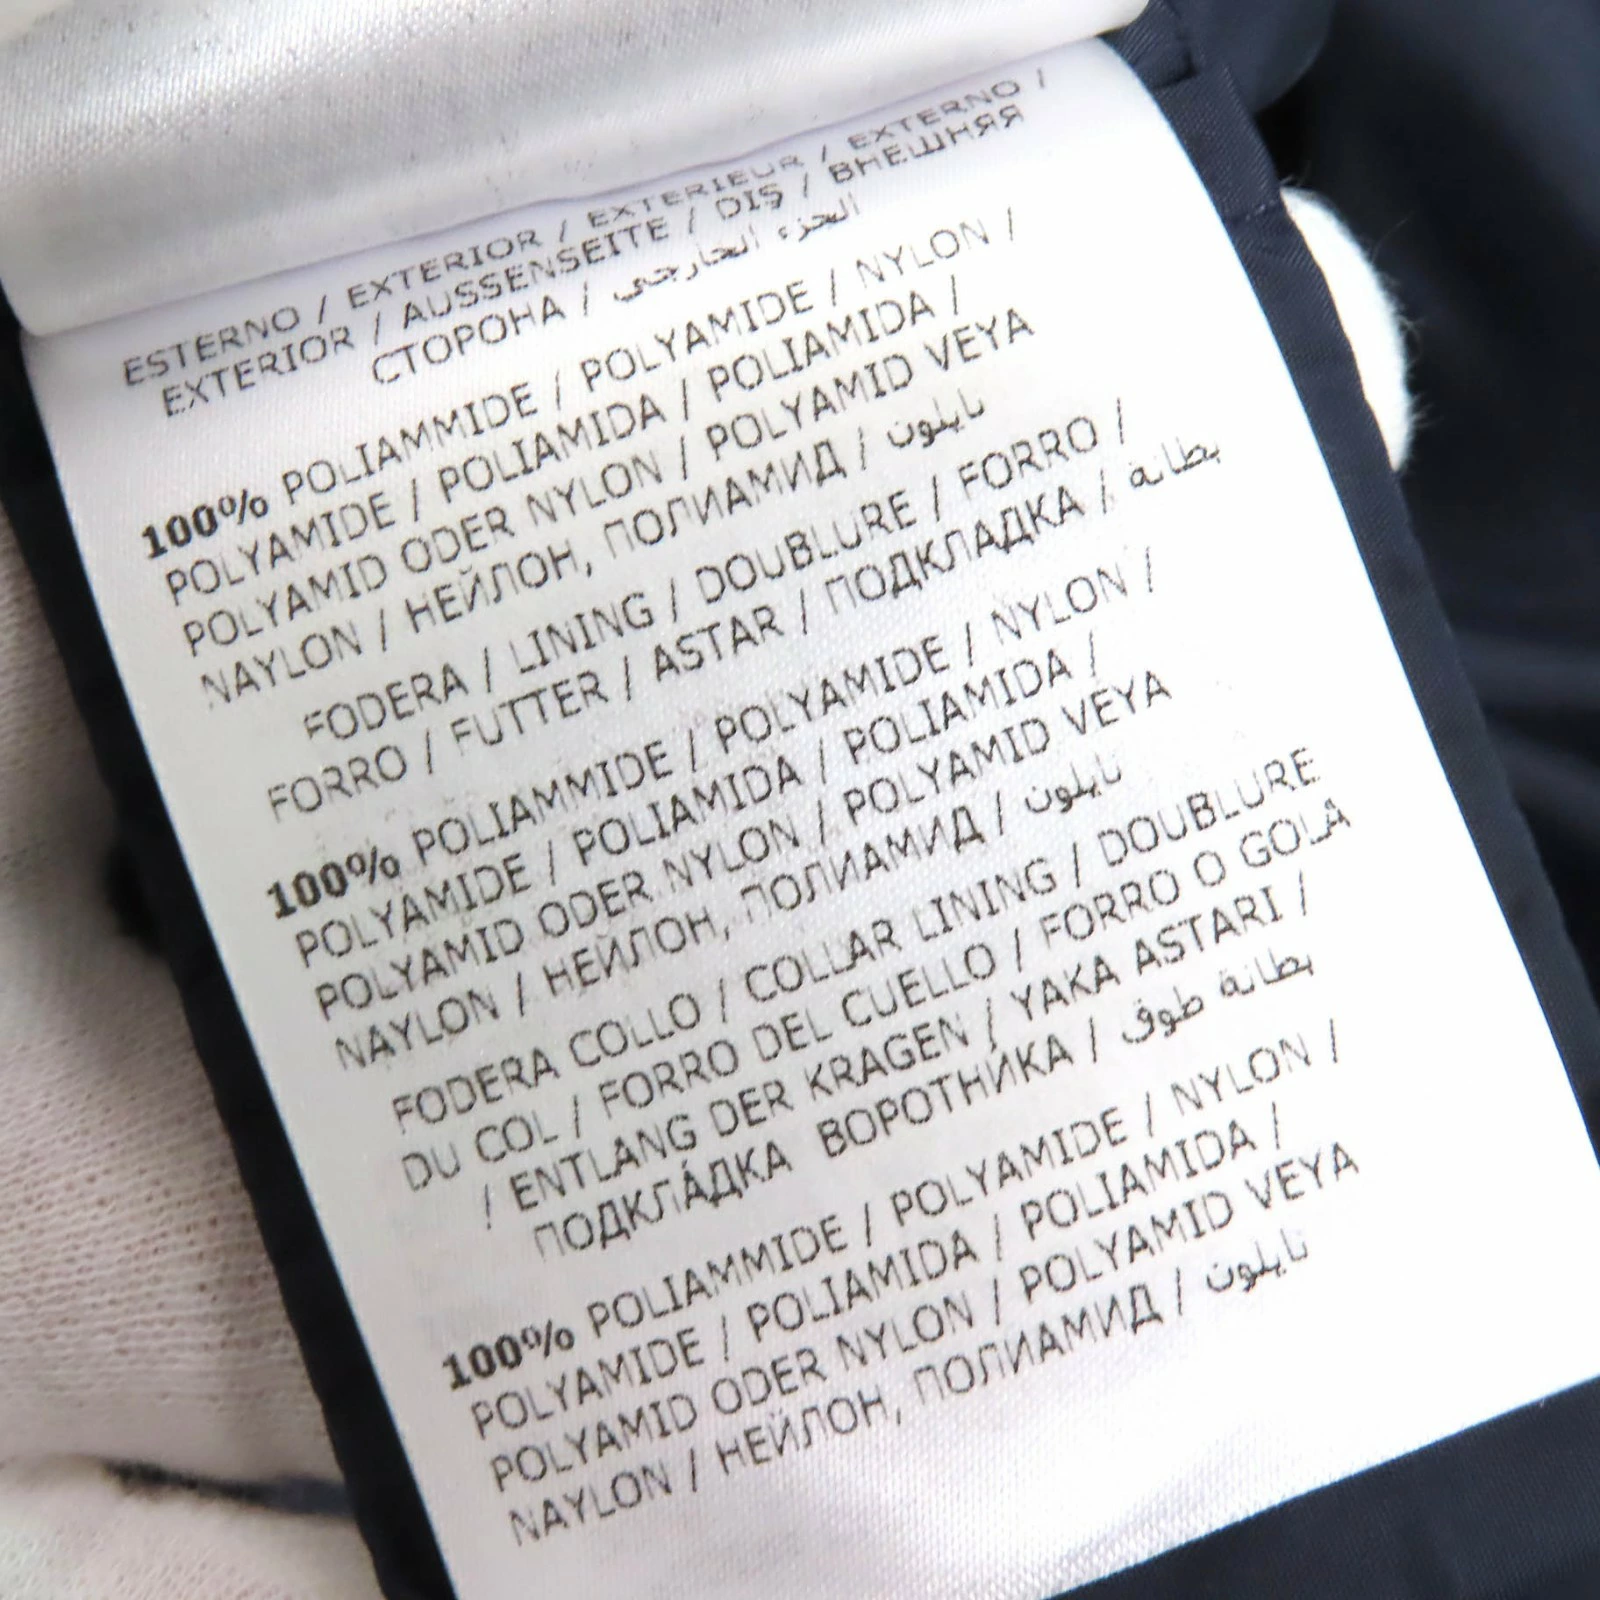 ESTERNO / EXTERIOR / EXTERIEUR / EXTERNO /
EXTERIOR / AUSSENSEITE / DIŞ / ВНЕШНЯЯ
СТОРОНА / الجزء الخارجي
100% POLIAMMIDE / POLYAMIDE / NYLON /
POLYAMIDE / POLIAMIDA / POLIAMIDA /
POLYAMID ODER NYLON / POLYAMID VEYA
NAYLON / НЕЙЛОН, ПОЛИАМИД / نايلون
FODERA / LINING / DOUBLURE / FORRO /
FORRO / FUTTER / ASTAR / ПОДКЛАДКА / بطانة
100% POLIAMMIDE / POLYAMIDE / NYLON /
POLYAMIDE / POLIAMIDA / POLIAMIDA /
POLYAMID ODER NYLON / POLYAMID VEYA
NAYLON / НЕЙЛОН, ПОЛИАМИД / نايلون
FODERA COLLO / COLLAR LINING / DOUBLURE
DU COL / FORRO DEL CUELLO / FORRO O GOLA
/ ENTLANG DER KRAGEN / YAKA ASTARI /
ПОДКЛА́ДКА ВОРОТНИ́КА / بطانة طوق
100% POLIAMMIDE / POLYAMIDE / NYLON /
POLYAMIDE / POLIAMIDA / POLIAMIDA /
POLYAMID ODER NYLON / POLYAMID VEYA
NAYLON / НЕЙЛОН, ПОЛИАМИД / نايلون